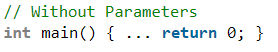 // Without Parameters
int main() { ... return 0; }